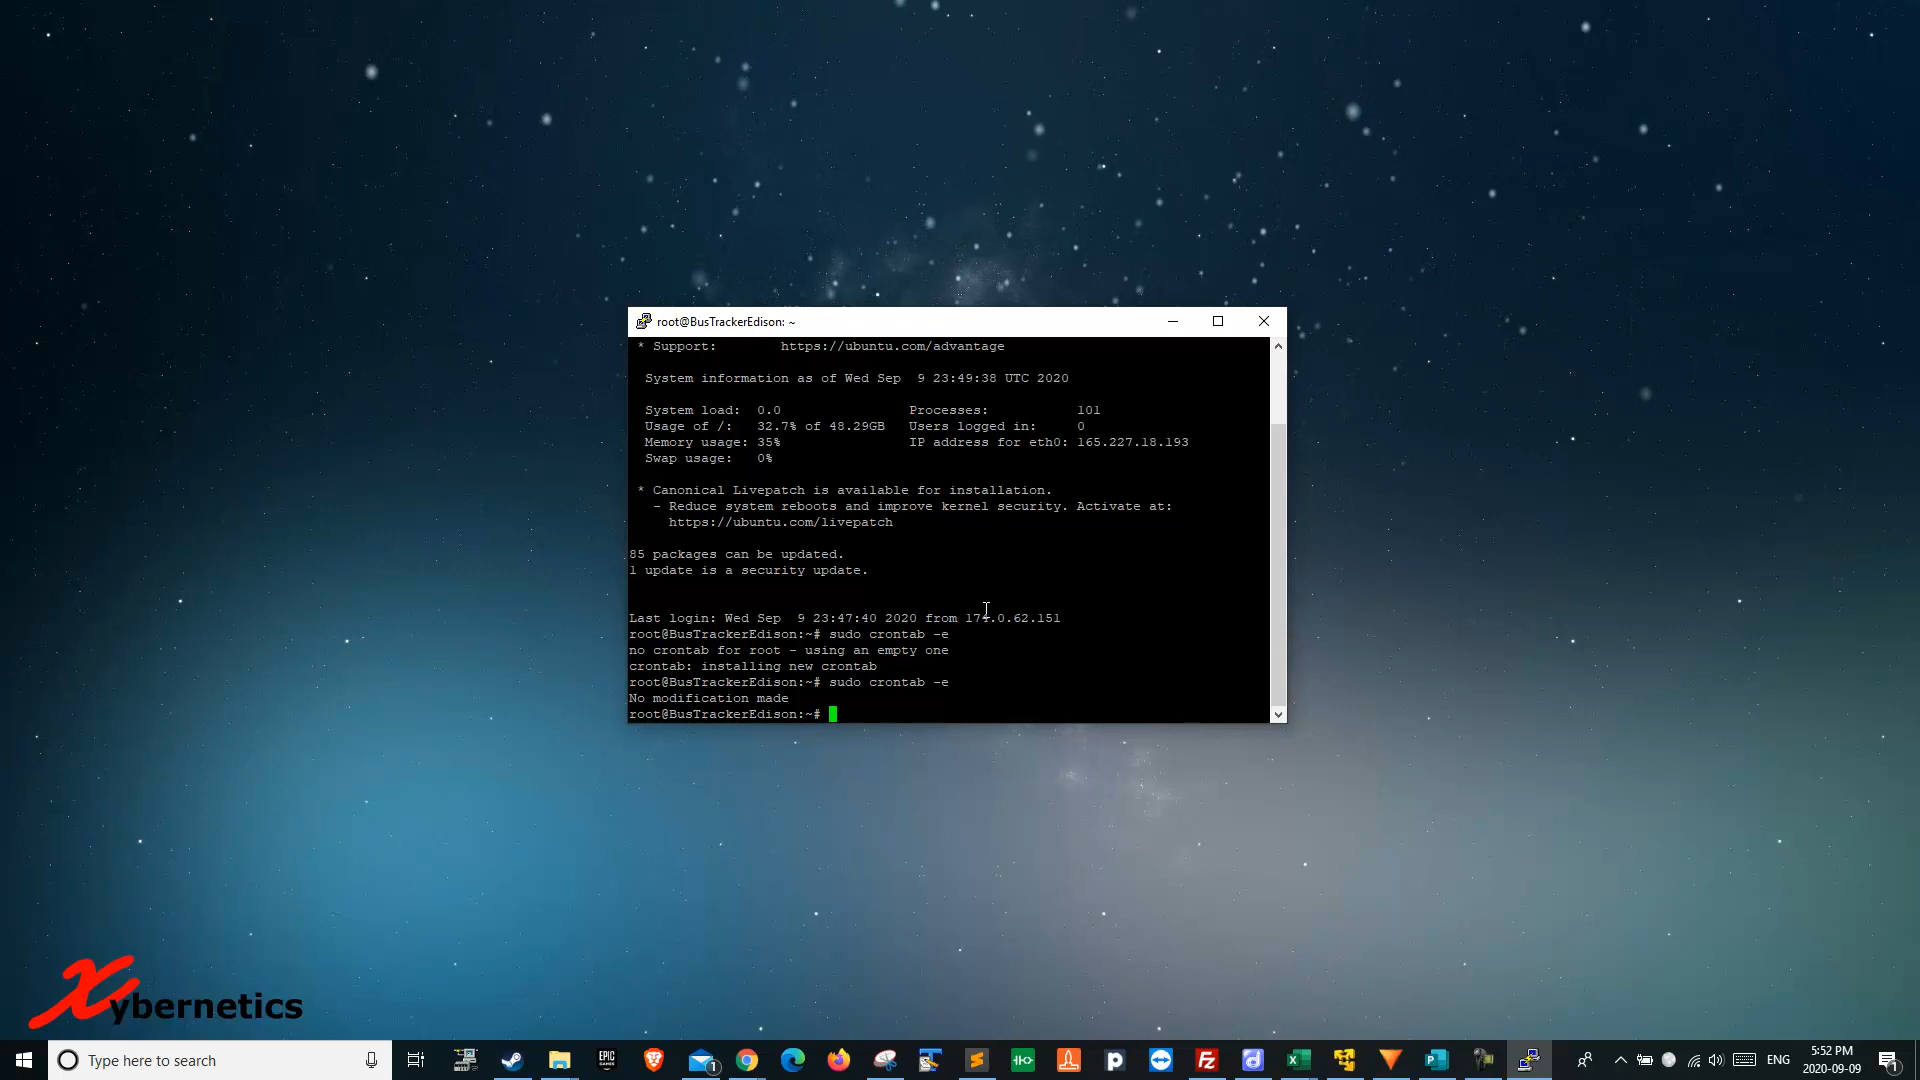 root@BusTrackerEdison: ~
* Support:        https://ubuntu.com/advantage
System information as of Wed Sep  9 23:49:38 UTC 2020
System load:  0.0               Processes:           101
Usage of /:   32.7% of 48.29GB   Users logged in:     0
Memory usage: 35%               IP address for eth0: 165.227.18.193
Swap usage:   0%
* Canonical Livepatch is available for installation.
- Reduce system reboots and improve kernel security. Activate at:
https://ubuntu.com/livepatch
85 packages can be updated.
1 update is a security update.
Last login: Wed Sep  9 23:47:40 2020 from
root@BusTrackerEdison:~# sudo crontab -e
no crontab for root - using an empty one
crontab: installing new crontab
root@BusTrackerEdison:~# sudo crontab -e
No modification made
root@BusTrackerEdison:~#
Xybernetics
Type here to search
EPIC GAMES
1
ENG
5:52 PM
2020-09-09
1